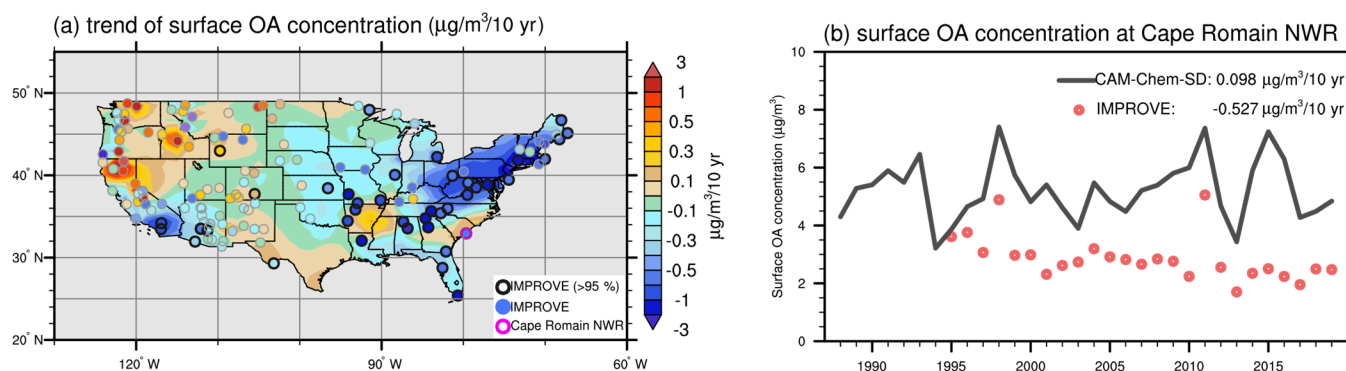 (a) trend of surface OA concentration (μg/m³/10 yr)
50° N
40° N
30° N
20° N
120° W
90° W
60° W
IMPROVE (>95 %)
IMPROVE
Cape Romain NWR
3
1
0.5
0.3
0.1
-0.1
-0.3
-0.5
-1
-3
μg/m³/10 yr
(b) surface OA concentration at Cape Romain NWR
CAM-Chem-SD: 0.098 μg/m³/10 yr
IMPROVE: -0.527 μg/m³/10 yr
Surface OA concentration (μg/m³)
10
8
6
4
2
0
1990
1995
2000
2005
2010
2015